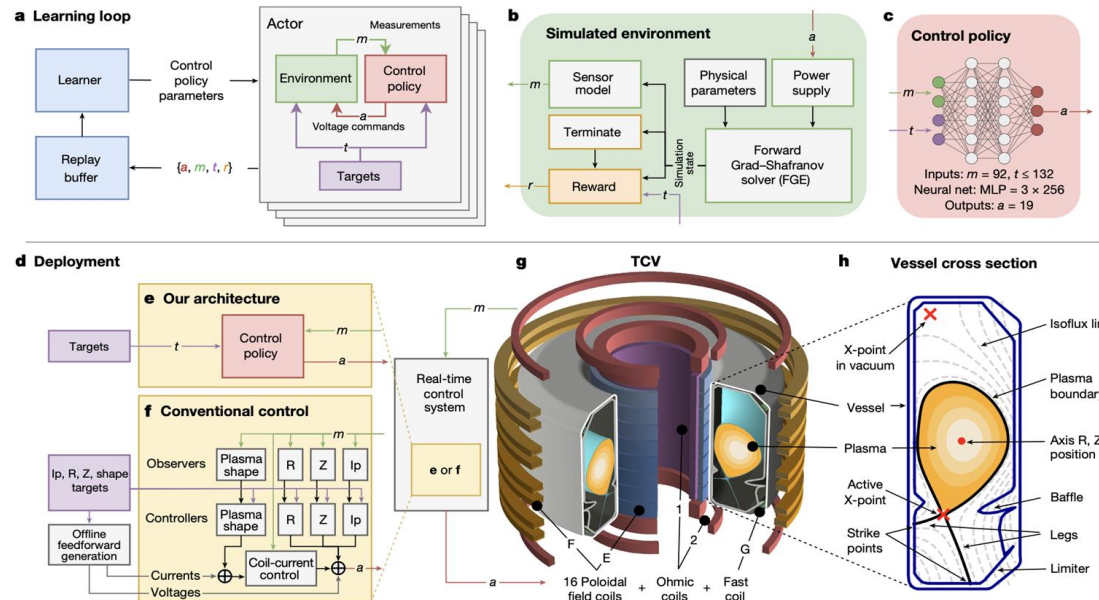 a Learning loop
Learner
Control
policy
parameters
Replay
buffer
{a, m, t, r}
Actor
Measurements
m
Environment
Control
policy
a
Voltage commands
t
Targets
b
Simulated environment
a
m
Sensor
model
Physical
parameters
Power
supply
Terminate
Simulation
state
Forward
Grad–Shafranov
solver (FGE)
r
Reward
t
c
Control policy
m
t
a
Inputs: m = 92, t ≤ 132
Neural net: MLP = 3 × 256
Outputs: a = 19
d Deployment
e Our architecture
Targets
t
Control
policy
m
a
f Conventional control
m
Observers
Plasma
shape
R
Z
Ip
Ip, R, Z, shape
targets
Controllers
Plasma
shape
R
Z
Ip
Offline
feedforward
generation
Coil-current
control
a
Currents
Voltages
m
Real-time
control
system
e or f
a
g
TCV
Vessel
Plasma
1
2
F
E
G
16 Poloidal
field coils
+
Ohmic
coils
+
Fast
coil
h
Vessel cross section
X-point
in vacuum
Isoflux
Plasma
Axis R,
position
Active
X-point
Baffle
Strike
points
Legs
Limiter